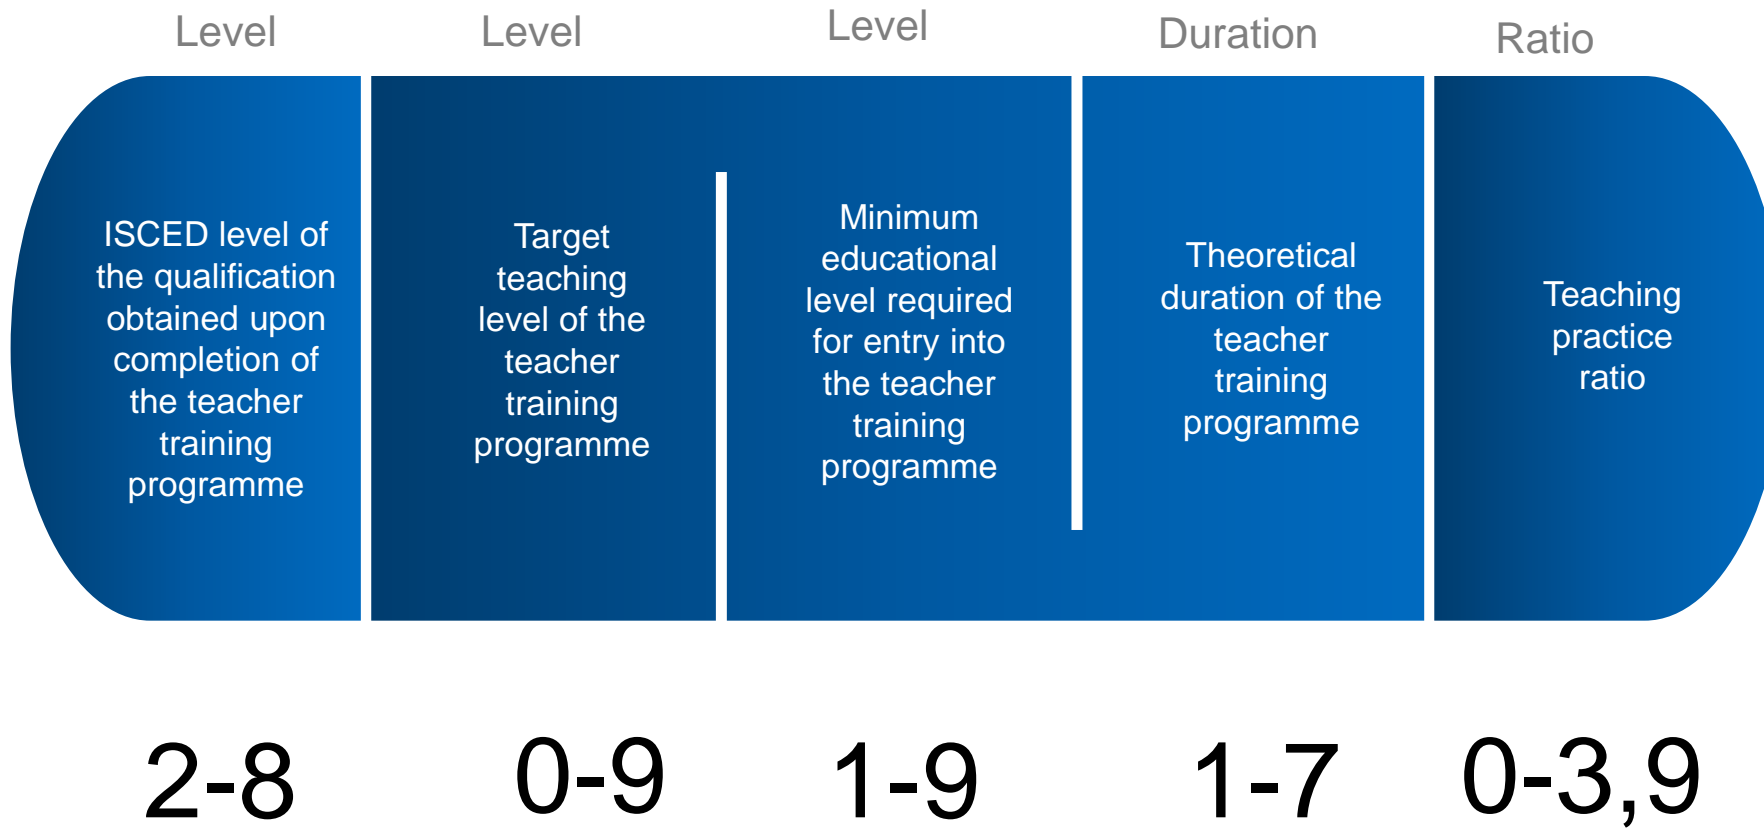 Level
Level
Level
Duration
Ratio
ISCED level of
the qualification
obtained upon
completion of
the teacher
training
programme
Target
teaching
level of the
teacher
training
programme
Minimum
educational
level required
for entry into
the teacher
training
programme
Theoretical
duration of the
teacher
training
programme
Teaching
practice
ratio
2-8
0-9
1-9
1-7
0-3,9